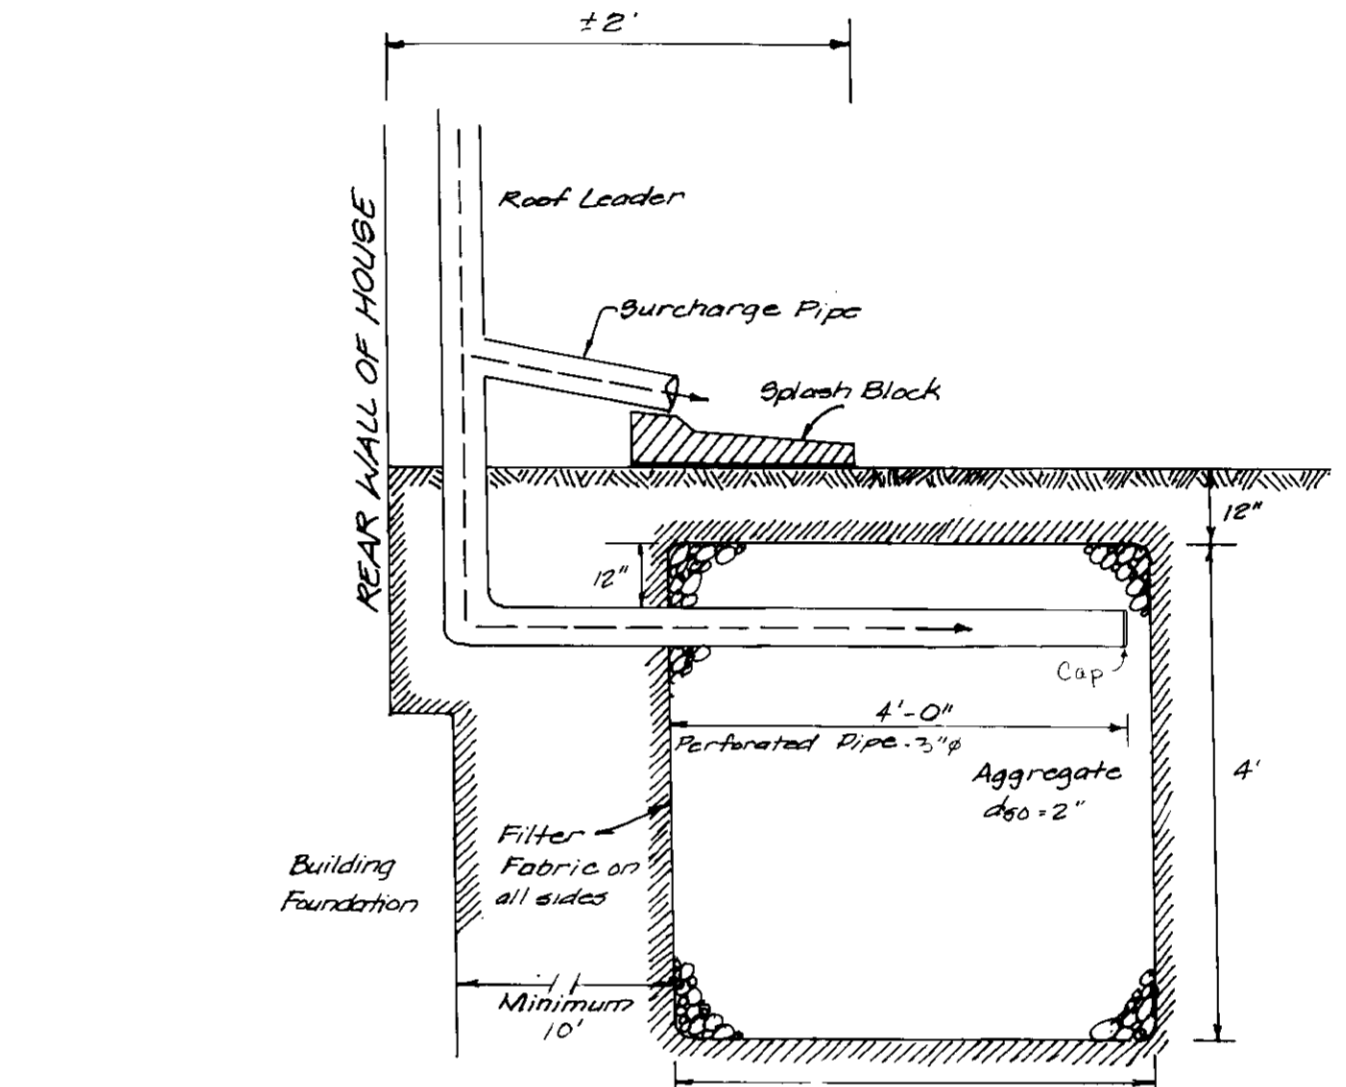 ±2'
Roof Leader
REAR WALL OF HOUSE
Surcharge Pipe
Splash Block
12"
12"
Cap
4'-0"
Perforated Pipe - 3"ø
Aggregate
d50 = 2"
4'
Filter
Fabric on
all sides
Building
Foundation
Minimum
10'